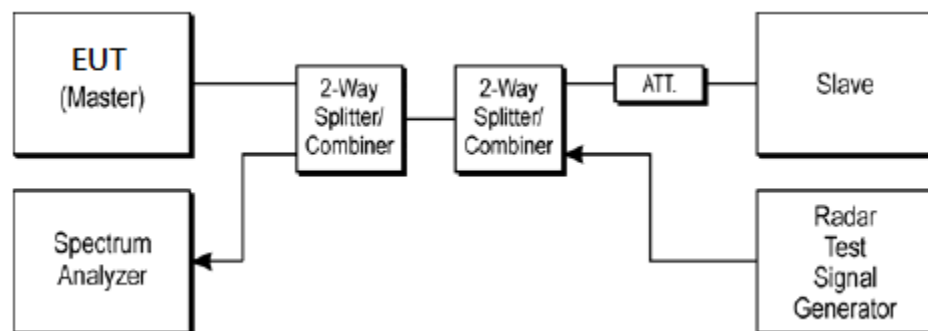 EUT
(Master)
2-Way
Splitter/
Combiner
2-Way
Splitter/
Combiner
ATT.
Slave
Spectrum
Analyzer
Radar
Test
Signal
Generator